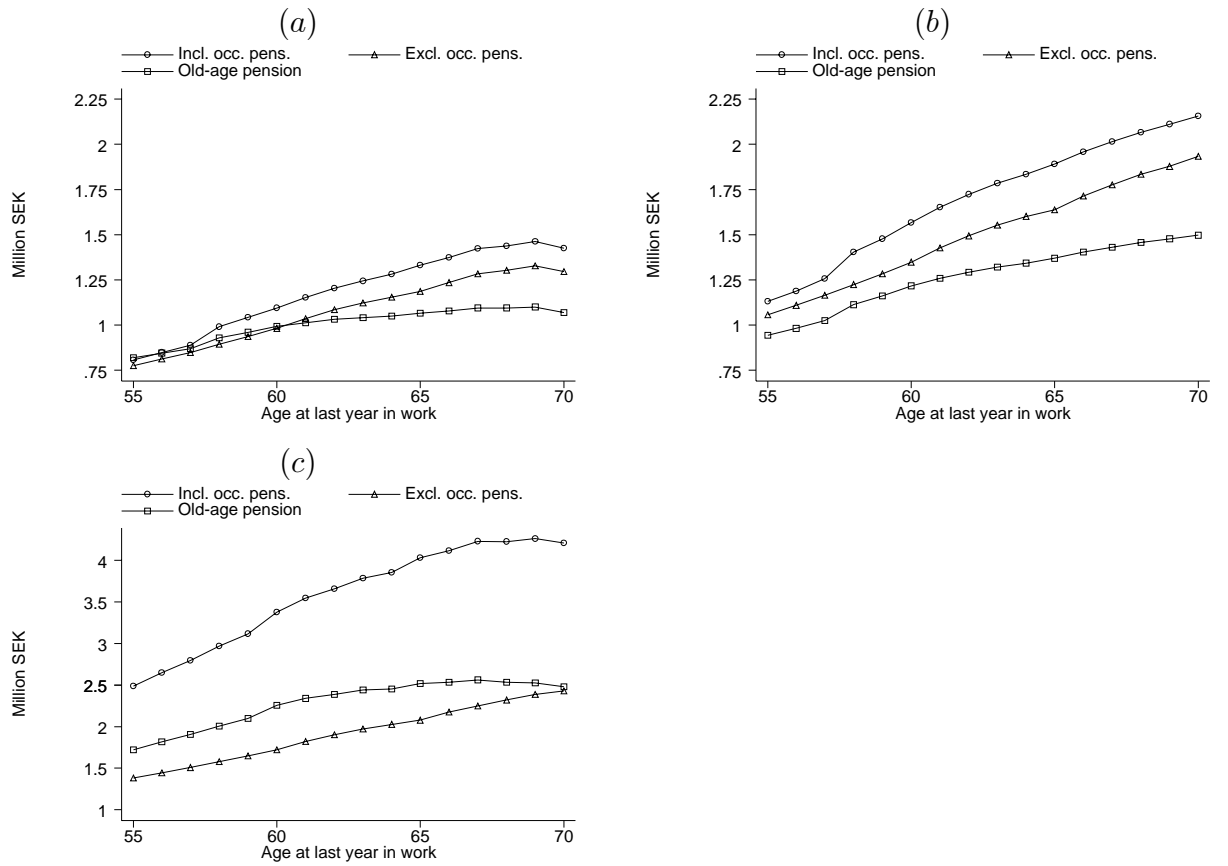 (a)
Incl. occ. pens. Excl. occ. pens.
Old-age pension
2.25
2
1.75
1.5
1.25
1
.75
Million SEK
55 60 65 70
Age at last year in work
(b)
Incl. occ. pens. Excl. occ. pens.
Old-age pension
2.25
2
1.75
1.5
1.25
1
.75
Million SEK
55 60 65 70
Age at last year in work
(c)
Incl. occ. pens. Excl. occ. pens.
Old-age pension
4
3.5
3
2.5
2
1.5
1
Million SEK
55 60 65 70
Age at last year in work